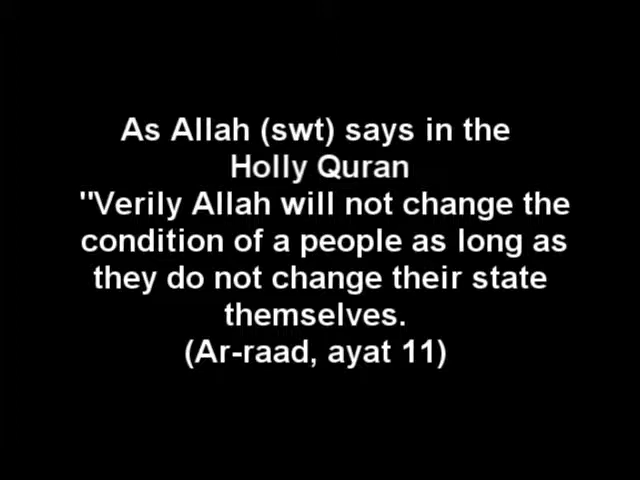 As Allah (swt) says in the
Holly Quran
"Verily Allah will not change the
condition of a people as long as
they do not change their state
themselves.
(Ar-raad, ayat 11)